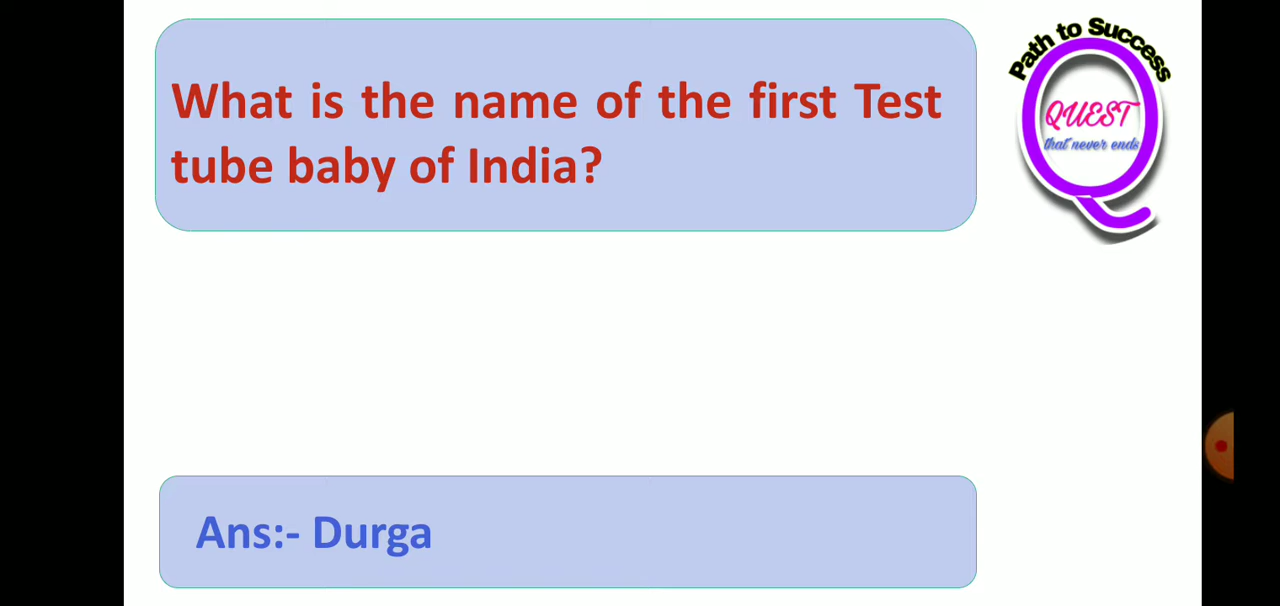 What is the name of the first Test
tube baby of India?
Path to Success
QUEST
that never ends
Ans:- Durga